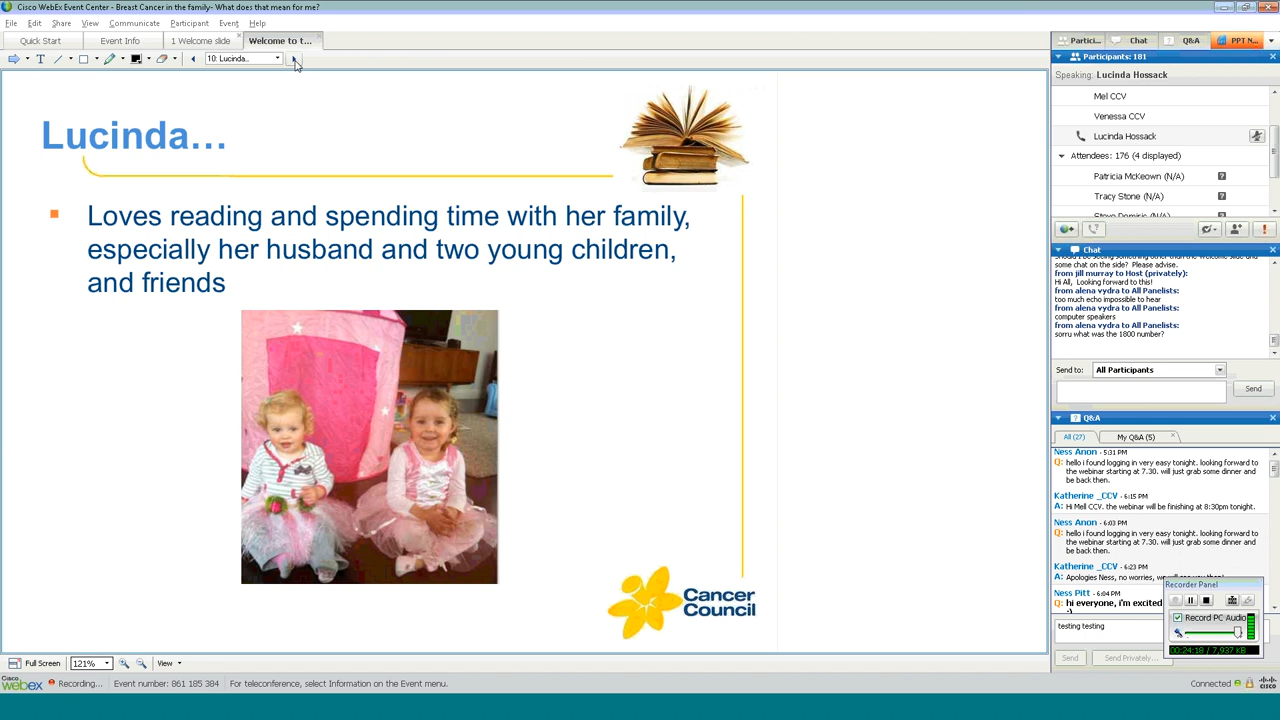 Cisco WebEx Event Center - Breast Cancer in the family- What does that mean for me?
File Edit Share View Communicate Participant Event Help
Quick Start Event Info 1 Welcome slide Welcome to t...
10: Lucinda..
Lucinda…
Loves reading and spending time with her family,
especially her husband and two young children,
and friends
Cancer
Council
Full Screen 121% View
Cisco
webex
Recording... Event number: 861 185 384 For teleconference, select Information on the Event menu.
Connected
CISCO
Partici... Chat Q&A PPT N...
Participants: 181
Speaking: Lucinda Hossack
Mel CCV
Venessa CCV
Lucinda Hossack
Attendees: 176 (4 displayed)
Patricia McKeown (N/A)
Tracy Stone (N/A)
Chat
some chat on the side? Please advise.
from jill murray to Host (privately):
Hi All, Looking forward to this!
from alena vydra to All Panelists:
too much echo impossible to hear
from alena vydra to All Panelists:
computer speakers
from alena vydra to All Panelists:
sorru what was the 1800 number?
Send to: All Participants
Send
Q&A
All (27) My Q&A (5)
Ness Anon - 5:31 PM
Q: hello i found logging in very easy tonight. looking forward to
the webinar starting at 7.30. will just grab some dinner and
be back then.
Katherine _CCV - 6:15 PM
A: Hi Mell CCV. the webinar will be finishing at 8:30pm tonight.
Ness Anon - 6:03 PM
Q: hello i found logging in very easy tonight. looking forward to
the webinar starting at 7.30. will just grab some dinner and
be back then.
Katherine _CCV - 6:23 PM
A: Apologies Ness, no worries,
Ness Pitt - 6:04 PM
Q: hi everyone, i'm excited
:)
testing testing
Send Send Privately...
Recorder Panel
Record PC Audio
00:24:18 / 7,937 KB